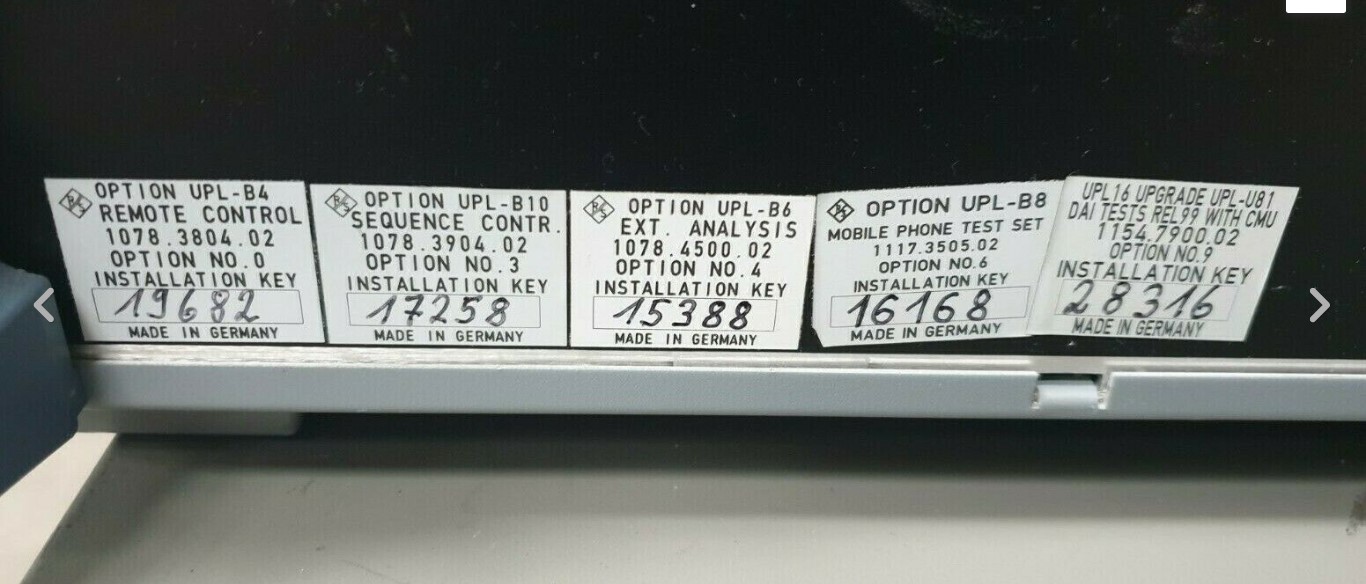 OPTION UPL-B4
REMOTE CONTROL
1078.3804.02
OPTION NO.0
INSTALLATION KEY
19682
MADE IN GERMANY
OPTION UPL-B10
SEQUENCE CONTR.
1078.3904.02
OPTION NO.3
INSTALLATION KEY
17258
MADE IN GERMANY
OPTION UPL-B6
EXT. ANALYSIS
1078.4500.02
OPTION NO.4
INSTALLATION KEY
15388
MADE IN GERMANY
OPTION UPL-B8
MOBILE PHONE TEST SET
1117.3505.02
OPTION NO.6
INSTALLATION KEY
16168
MADE IN GERMANY
UPL16 UPGRADE UPL-U81
DAI TESTS REL99 WITH CMU
1154.7900.02
OPTION NO.9
INSTALLATION KEY
28316
MADE IN GERMANY